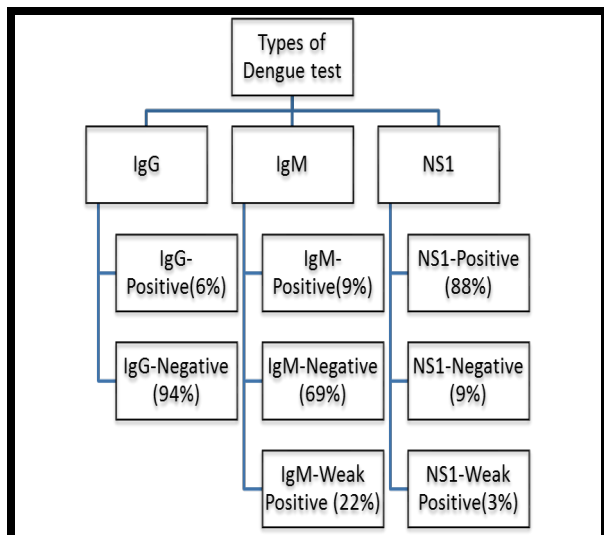 Types of
Dengue test
IgG
IgM
NS1
IgG-
Positive(6%)
IgM-
Positive(9%)
NS1-Positive
(88%)
IgG-Negative
(94%)
IgM-Negative
(69%)
NS1-Negative
(9%)
IgM-Weak
Positive (22%)
NS1-Weak
Positive(3%)